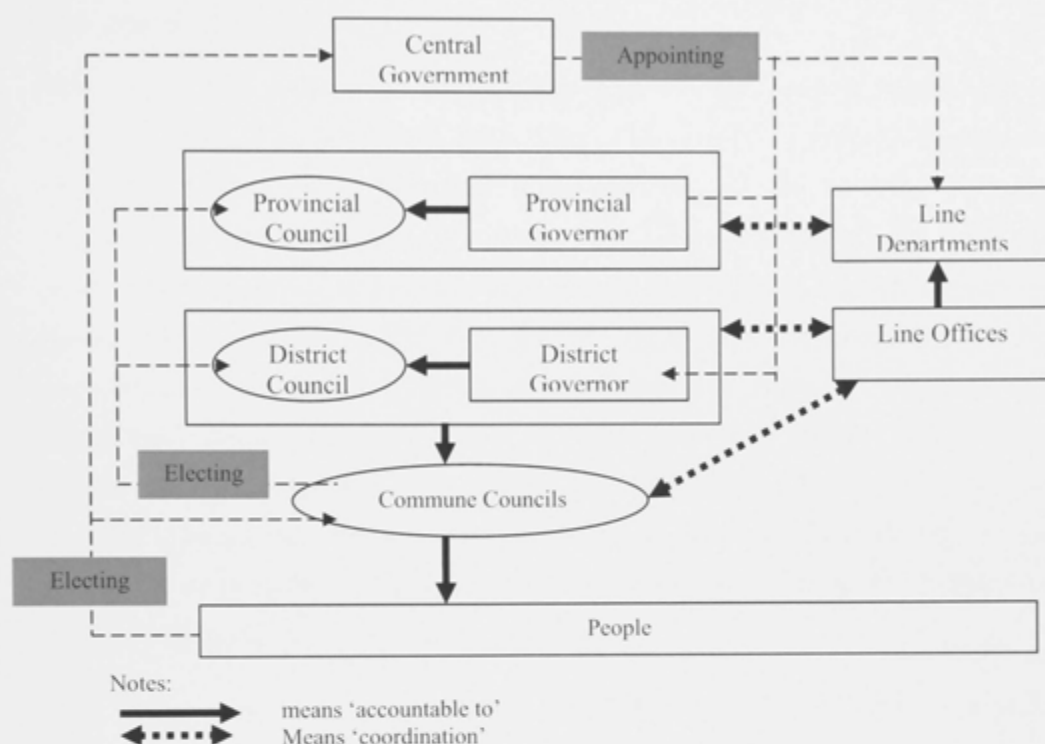 Central
Government
Appointing
Provincial
Council
Provincial
Governor
Line
Departments
District
Council
District
Governor
Line Offices
Electing
Commune Councils
Electing
People
Notes:
means 'accountable to'
Means 'coordination'